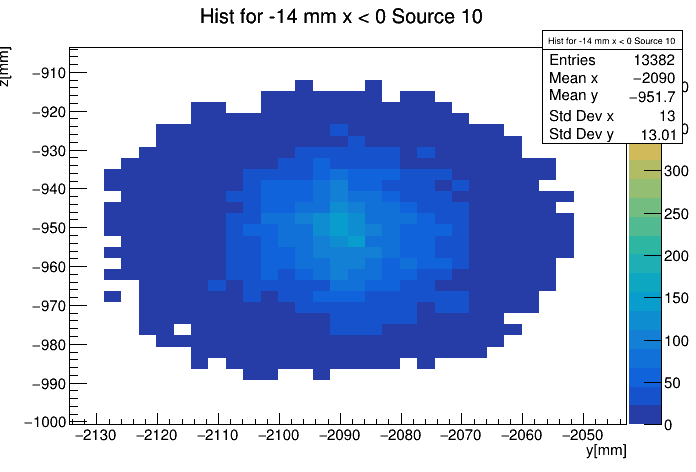 Hist for -14 mm x < 0 Source 10
z[mm]
Hist for -14 mm x < 0 Source 10
Entries 13382
Mean x −2090
Mean y −951.7
Std Dev x 13
Std Dev y 13.01
−910
−920
−930
−940
−950
−960
−970
−980
−990
−1000
−2130 −2120 −2110 −2100 −2090 −2080 −2070 −2060 −2050
y[mm]
300
250
200
150
100
50
0